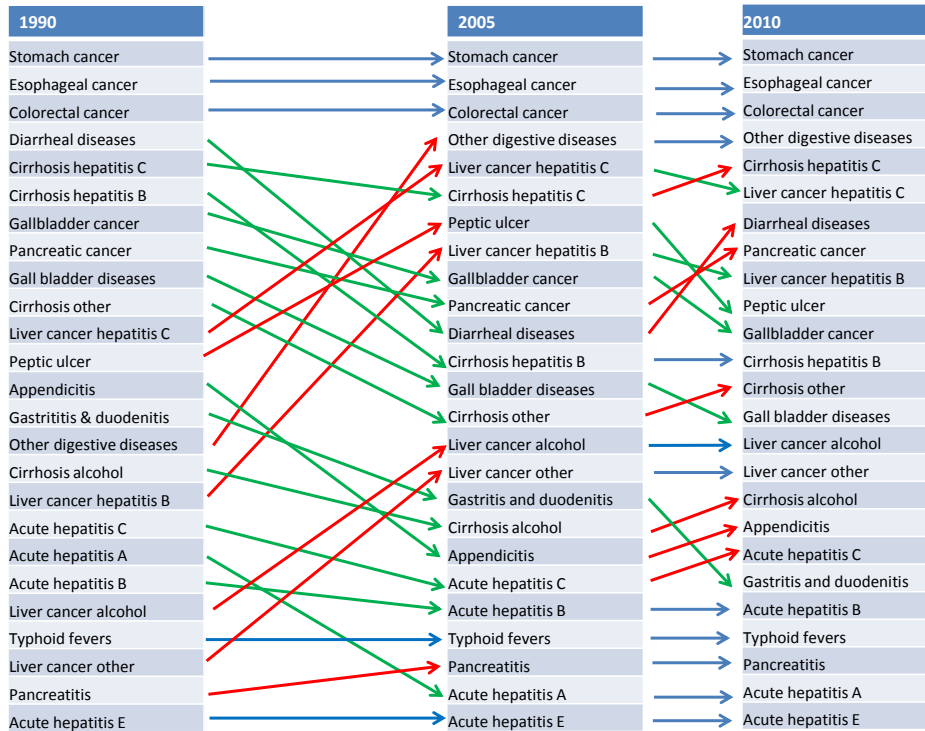 1990
Stomach cancer
Esophageal cancer
Colorectal cancer
Diarrheal diseases
Cirrhosis hepatitis C
Cirrhosis hepatitis B
Gallbladder cancer
Pancreatic cancer
Gall bladder diseases
Cirrhosis other
Liver cancer hepatitis C
Peptic ulcer
Appendicitis
Gastrititis & duodenitis
Other digestive diseases
Cirrhosis alcohol
Liver cancer hepatitis B
Acute hepatitis C
Acute hepatitis A
Acute hepatitis B
Liver cancer alcohol
Typhoid fevers
Liver cancer other
Pancreatitis
Acute hepatitis E
2005
Stomach cancer
Esophageal cancer
Colorectal cancer
Other digestive diseases
Liver cancer hepatitis C
Cirrhosis hepatitis C
Peptic ulcer
Liver cancer hepatitis B
Gallbladder cancer
Pancreatic cancer
Diarrheal diseases
Cirrhosis hepatitis B
Gall bladder diseases
Cirrhosis other
Liver cancer alcohol
Liver cancer other
Gastritis and duodenitis
Cirrhosis alcohol
Appendicitis
Acute hepatitis C
Acute hepatitis B
Typhoid fevers
Pancreatitis
Acute hepatitis A
Acute hepatitis E
2010
Stomach cancer
Esophageal cancer
Colorectal cancer
Other digestive diseases
Cirrhosis hepatitis C
Liver cancer hepatitis C
Diarrheal diseases
Pancreatic cancer
Liver cancer hepatitis B
Peptic ulcer
Gallbladder cancer
Cirrhosis hepatitis B
Cirrhosis other
Gall bladder diseases
Liver cancer alcohol
Liver cancer other
Cirrhosis alcohol
Appendicitis
Acute hepatitis C
Gastritis and duodenitis
Acute hepatitis B
Typhoid fevers
Pancreatitis
Acute hepatitis A
Acute hepatitis E